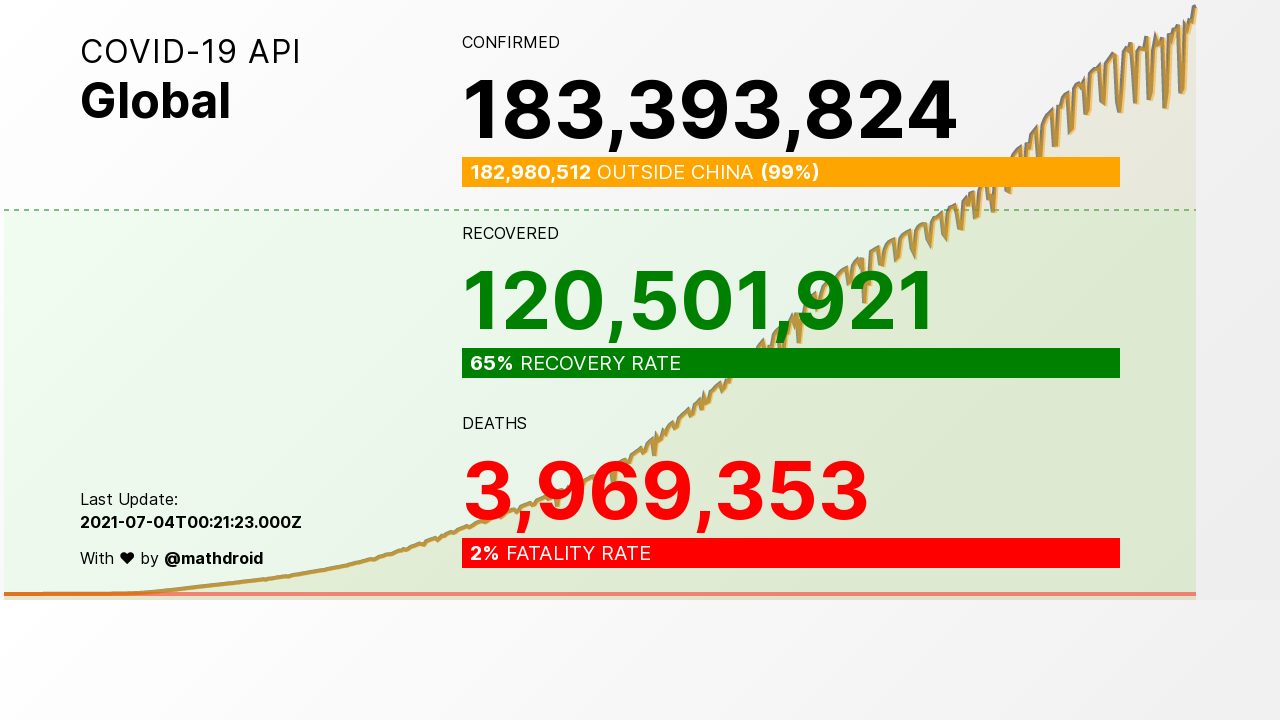 COVID-19 API
Global
CONFIRMED
183,393,824
182,980,512 OUTSIDE CHINA (99%)
RECOVERED
120,501,921
65% RECOVERY RATE
DEATHS
3,969,353
2% FATALITY RATE
Last Update:
2021-07-04T00:21:23.000Z
With ♥ by @mathdroid